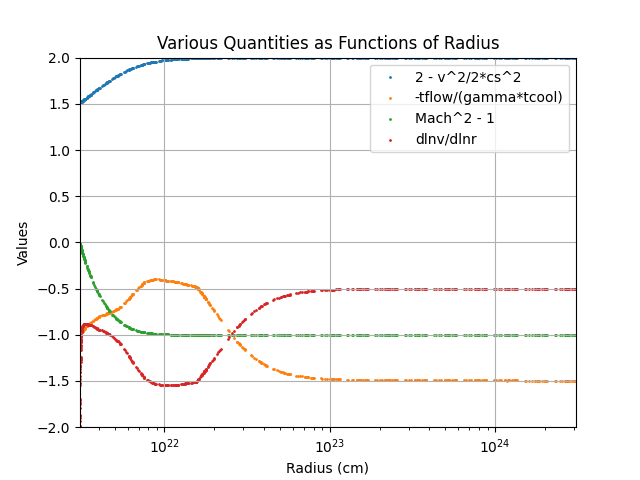 Various Quantities as Functions of Radius
2 - v^2/2*cs^2
-tflow/(gamma*tcool)
Mach^2 - 1
dlnv/dlnr
Values
2.0
1.5
1.0
0.5
0.0
−0.5
−1.0
−1.5
−2.0
10^22
10^23
10^24
Radius (cm)